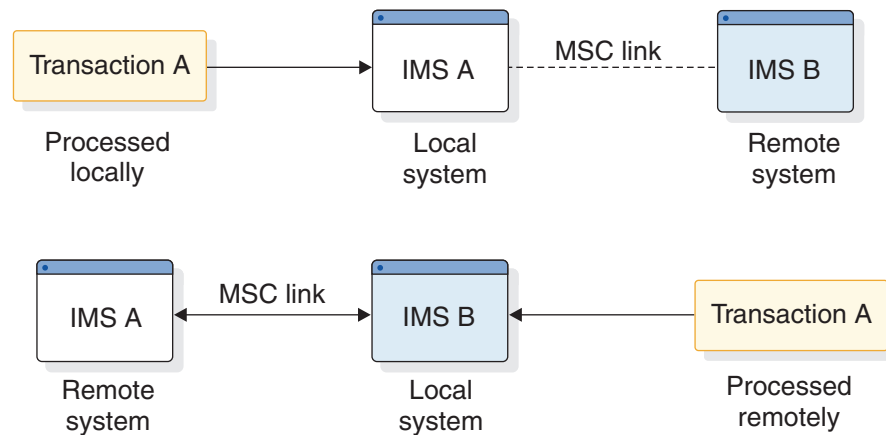 Transaction A
IMS A
MSC link
IMS B
Processed
locally
Local
system
Remote
system
IMS A
MSC link
IMS B
Transaction A
Remote
system
Local
system
Processed
remotely